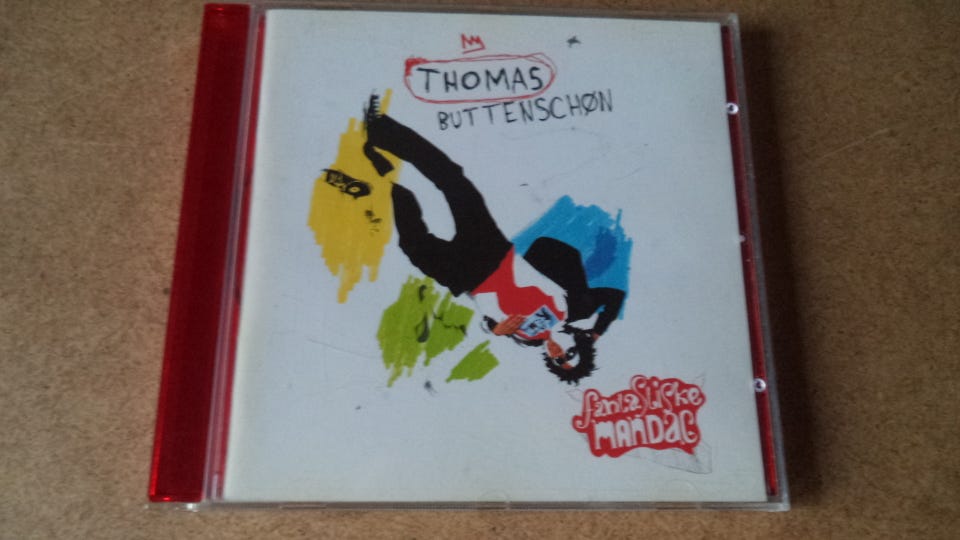 THOMAS
BUTTENSCHØN
fantastiske
MANDAG